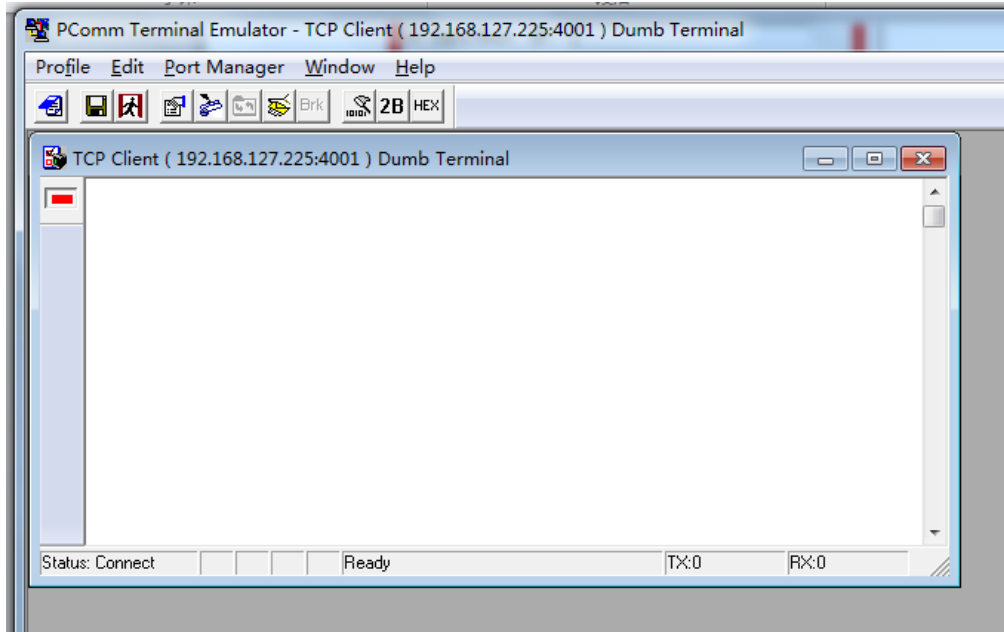 PComm Terminal Emulator - TCP Client ( 192.168.127.225:4001 ) Dumb Terminal
Profile Edit Port Manager Window Help
Brk 2B HEX
TCP Client ( 192.168.127.225:4001 ) Dumb Terminal
Status: Connect Ready TX:0 RX:0